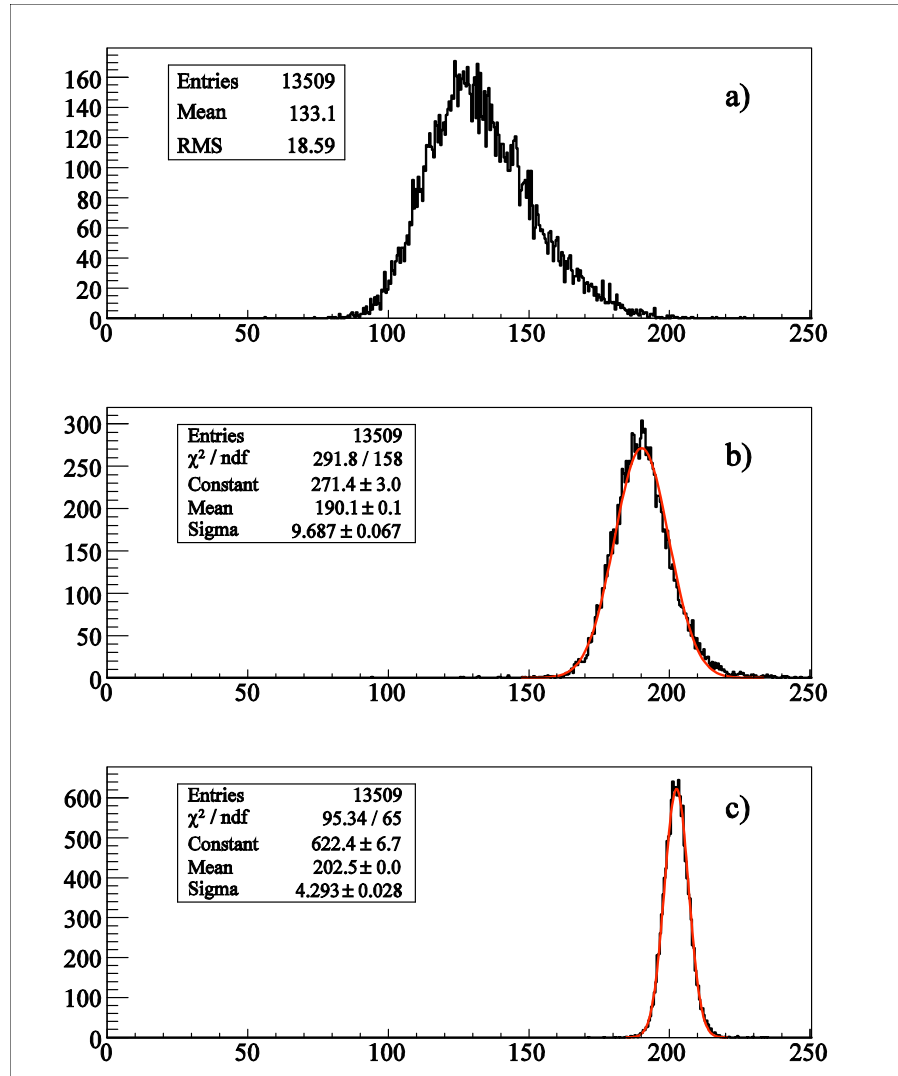 a)
Entries 13509
Mean 133.1
RMS 18.59
160
140
120
100
80
60
40
20
0
0 50 100 150 200 250
b)
Entries 13509
χ² / ndf 291.8 / 158
Constant 271.4 ± 3.0
Mean 190.1 ± 0.1
Sigma 9.687 ± 0.067
300
250
200
150
100
50
0
0 50 100 150 200 250
c)
Entries 13509
χ² / ndf 95.34 / 65
Constant 622.4 ± 6.7
Mean 202.5 ± 0.0
Sigma 4.293 ± 0.028
600
500
400
300
200
100
0
0 50 100 150 200 250